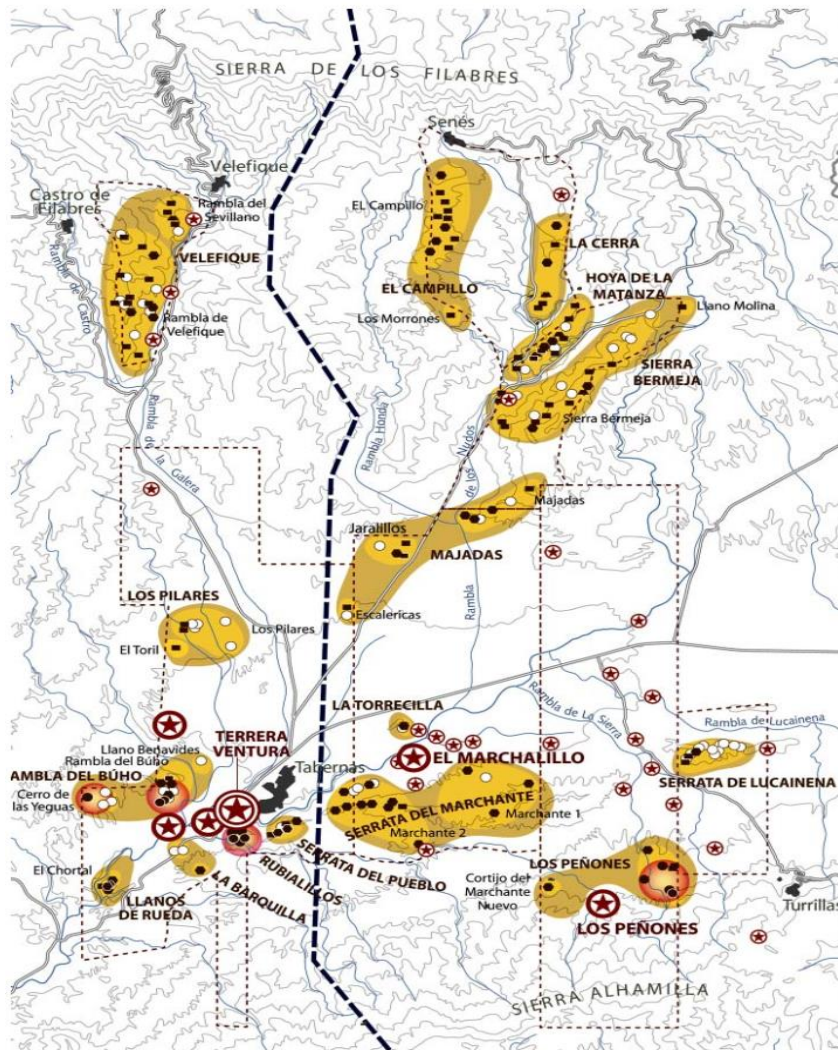 SIERRA DE LOS FILABRES
Senés
Velefique
Castro de
Filabres
Rambla del
Sevillano
VELEFIQUE
Rambla de Castro
Rambla de
Velefique
EL Campillo
LA CERRA
EL CAMPILLO
HOYA DE LA
MATANZA
Los Morrones
Llano Molina
SIERRA
BERMEJA
Sierra Bermeja
Rambla de la Galera
Rambla Honda
Rambla de los Nudos
Majadas
Jaralillos
MAJADAS
Escalericas
LOS PILARES
Los Pilares
El Toril
Rambla de La Sierra
Rambla de Lucainena
LA TORRECILLA
TERRERA
VENTURA
Llano Benavides
Rambla del Búho
AMBLA DEL BÚHO
Cerro de
las Yeguas
Tabernas
EL MARCHALILLO
SERRATA DE LUCAINENA
SERRATA DEL MARCHANTE
Marchante 1
Marchante 2
El Chortal
LLANOS
DE RUEDA
LA BARQUILLA
RUBIALILLOS
SERRATA DEL PUEBLO
LOS PEÑONES
Cortijo del
Marchante
Nuevo
LOS PEÑONES
Turrillas
SIERRA ALHAMILLA